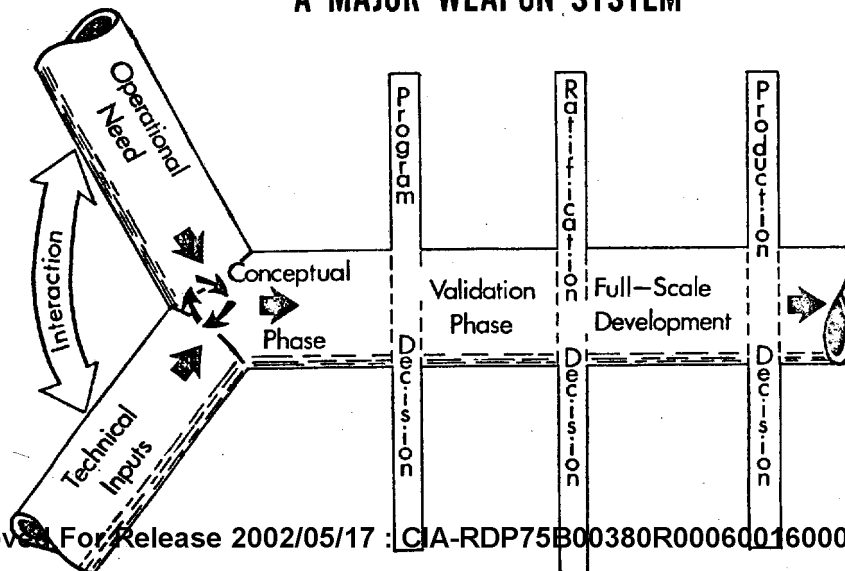 A MAJOR WEAPON SYSTEM
Operational
Need
Interaction
Technical
Inputs
Conceptual
Phase
Program
Decision
Validation
Phase
Ratification
Decision
Full-Scale
Development
Production
Decision
For Release 2002/05/17 : CIA-RDP75B00380R00060016000